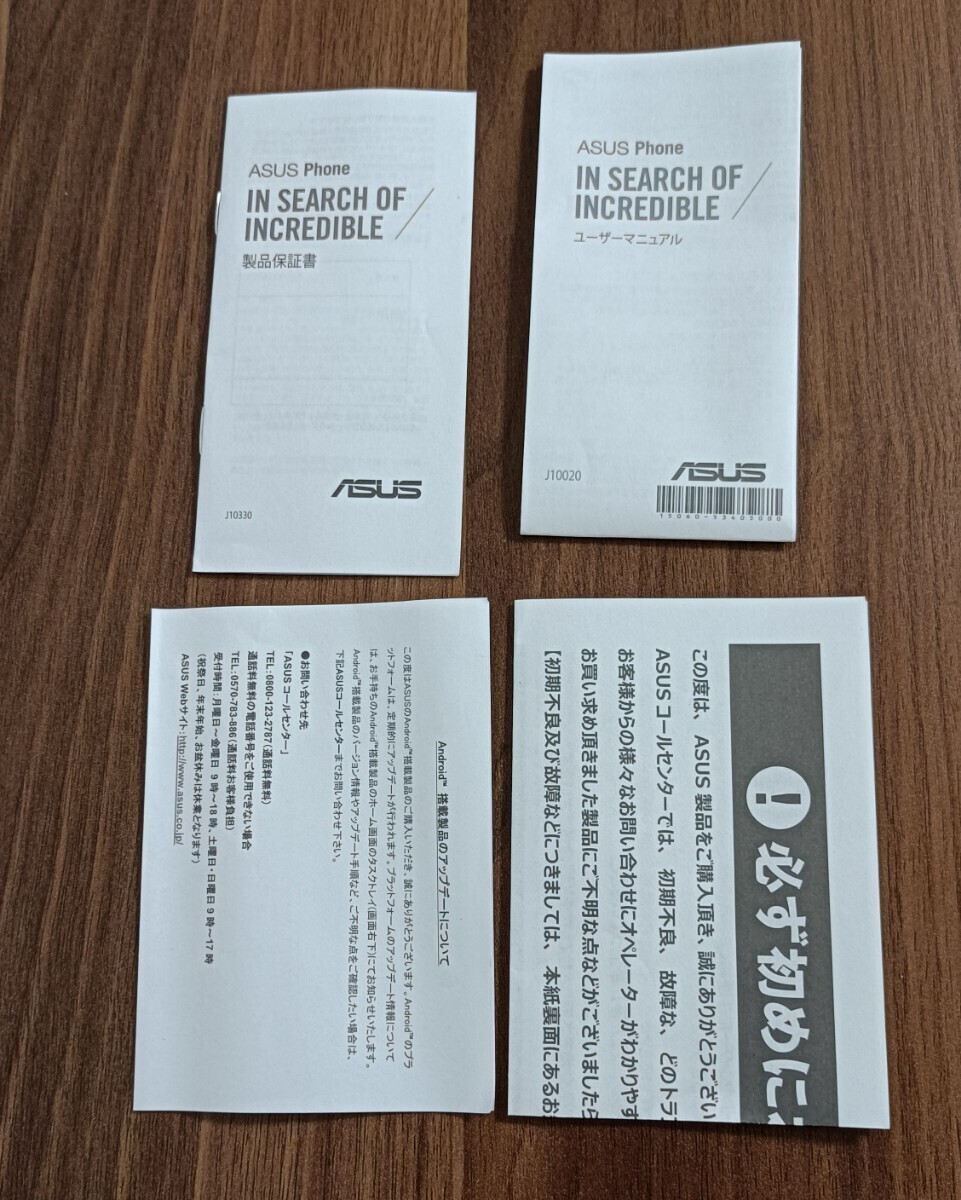 ASUS Phone
IN SEARCH OF
INCREDIBLE
製品保証書
ASUS
J10330
ASUS Phone
IN SEARCH OF
INCREDIBLE
ユーザーマニュアル
J10020
ASUS
15060-53405000
Android™ 搭載製品のアップデートについて
この度はASUSのAndroid™搭載製品のご購入いただき、誠にありがとうございます。Android™のプラ
ットフォームは、定期的にアップデートが行われます。プラットフォームのアップデート情報について
は、お手持ちのAndroid™搭載製品のホーム画面のタスクトレイ(画面右下)にてお知らせいたします。
Android™搭載製品のバージョン情報やアップデート手順など、ご不明な点をご確認したい場合は、
下記ASUSコールセンターまでお問い合わせ下さい。
●お問い合わせ先
「ASUS コールセンター」
TEL:0800-123-2787(通話料無料)
通話料無料の電話番号をご使用できない場合
TEL:0570-783-886(通話料お客様負担)
受付時間:月曜日～金曜日 9時～18時、土曜日・日曜日 9時～17時
(祝祭日、年末年始、お盆休みは休業となります)
ASUS Webサイト:http://www.asus.co.jp/
必ず初めに
この度は、ASUS 製品をご購入頂き、誠にありがとうござい
ASUS コールセンターでは、初期不良、故障な、どのトラ
お客様からの様々なお問い合わせにオペレーターがわかりやす
お買い求め頂きました製品にご不明な点などがございましたら
【初期不良及び故障などにつきましては、本紙裏面にあるお